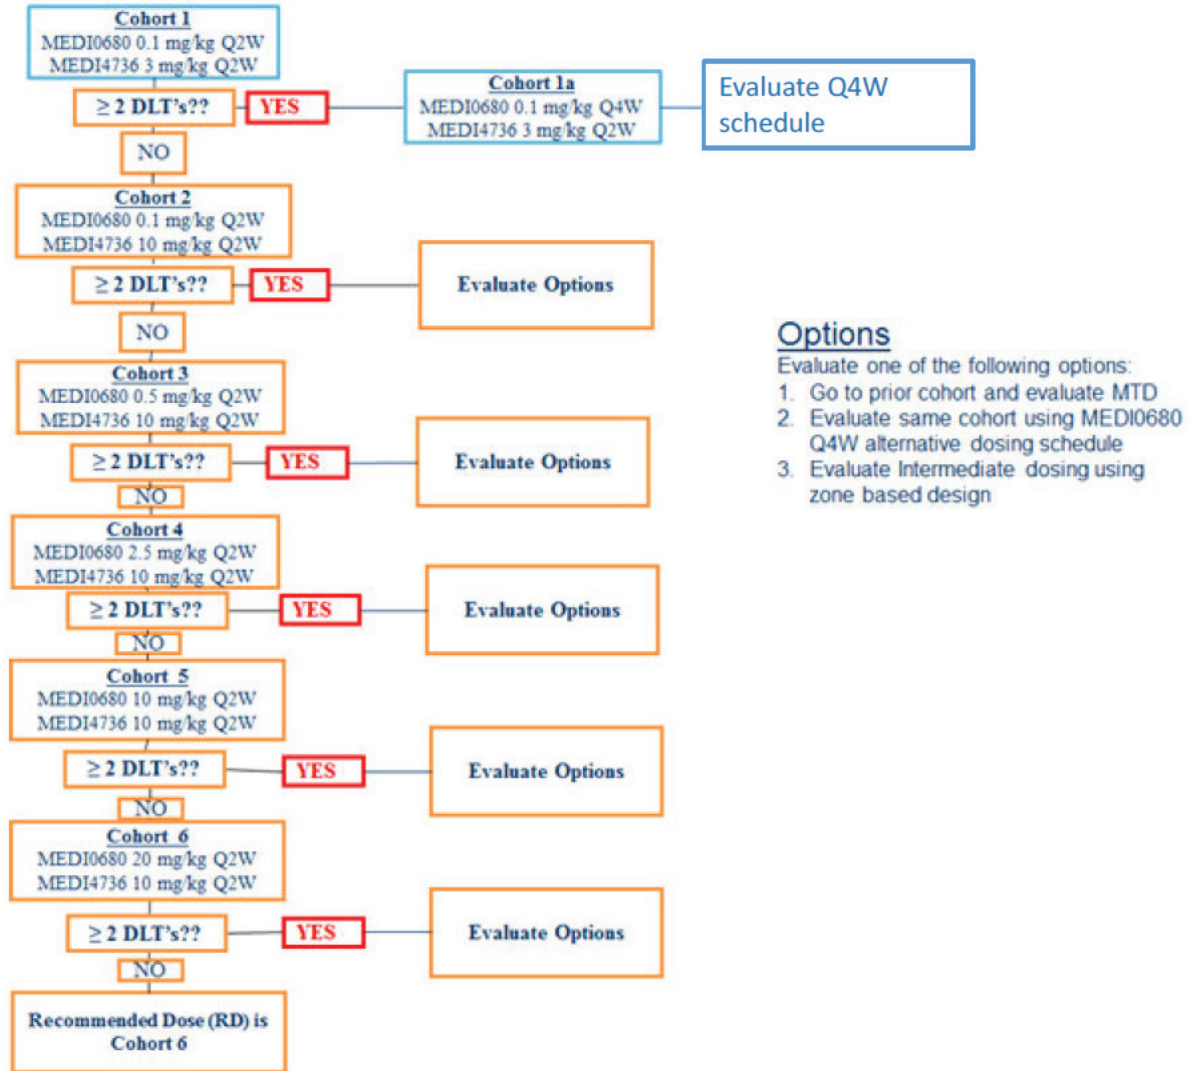 Cohort 1
MEDI0680 0.1 mg/kg Q2W
MEDI4736 3 mg/kg Q2W
≥ 2 DLT's??
YES
Cohort 1a
MEDI0680 0.1 mg/kg Q4W
MEDI4736 3 mg/kg Q2W
Evaluate Q4W
schedule
NO
Cohort 2
MEDI0680 0.1 mg/kg Q2W
MEDI4736 10 mg/kg Q2W
≥ 2 DLT's??
YES
Evaluate Options
NO
Cohort 3
MEDI0680 0.5 mg/kg Q2W
MEDI4736 10 mg/kg Q2W
≥ 2 DLT's??
YES
Evaluate Options
NO
Cohort 4
MEDI0680 2.5 mg/kg Q2W
MEDI4736 10 mg/kg Q2W
≥ 2 DLT's??
YES
Evaluate Options
NO
Cohort 5
MEDI0680 10 mg/kg Q2W
MEDI4736 10 mg/kg Q2W
≥ 2 DLT's??
YES
Evaluate Options
NO
Cohort 6
MEDI0680 20 mg/kg Q2W
MEDI4736 10 mg/kg Q2W
≥ 2 DLT's??
YES
Evaluate Options
NO
Recommended Dose (RD) is
Cohort 6
Options
Evaluate one of the following options:
1. Go to prior cohort and evaluate MTD
2. Evaluate same cohort using MEDI0680
Q4W alternative dosing schedule
3. Evaluate Intermediate dosing using
zone based design